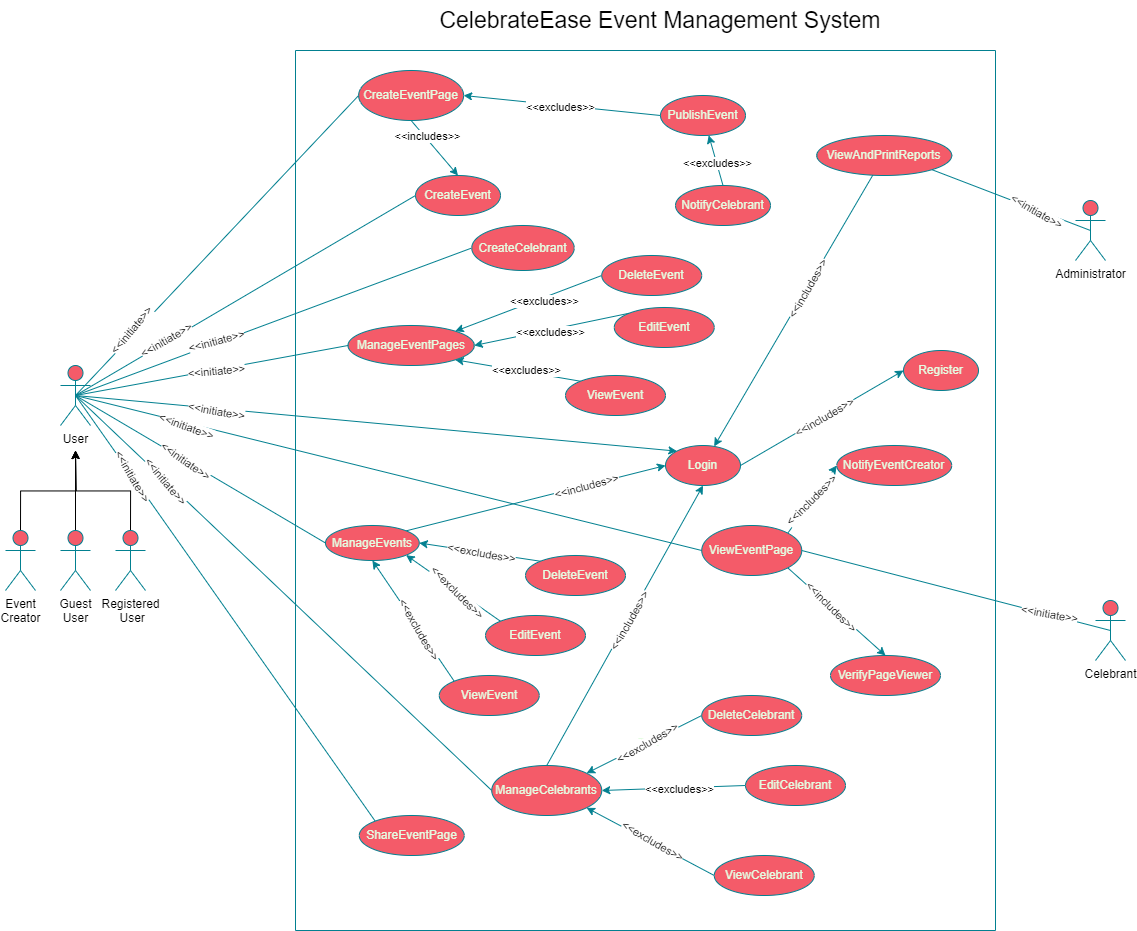 CelebrateEase Event Management System
CreateEventPage
<<excludes>>
PublishEvent
<<includes>>
ViewAndPrintReports
<<excludes>>
CreateEvent
NotifyCelebrant
<<initiate>>
CreateCelebrant
Administrator
DeleteEvent
<<includes>>
<<excludes>>
<<initiate>>
EditEvent
<<excludes>>
<<initiate>>
<<initiate>>
ManageEventPages
<<initiate>>
<<excludes>>
Register
ViewEvent
<<initiate>>
<<includes>>
<<initiate>>
User
<<initiate>>
Login
NotifyEventCreator
<<initiate>>
<<initiate>>
<<includes>>
<<includes>>
ManageEvents
<<excludes>>
ViewEventPage
DeleteEvent
<<excludes>>
Event
Creator
Guest
User
Registered
User
<<excludes>>
EditEvent
<<includes>>
<<includes>>
<<initiate>>
Celebrant
VerifyPageViewer
ViewEvent
DeleteCelebrant
<<excludes>>
ManageCelebrants
<<excludes>>
EditCelebrant
ShareEventPage
<<excludes>>
ViewCelebrant